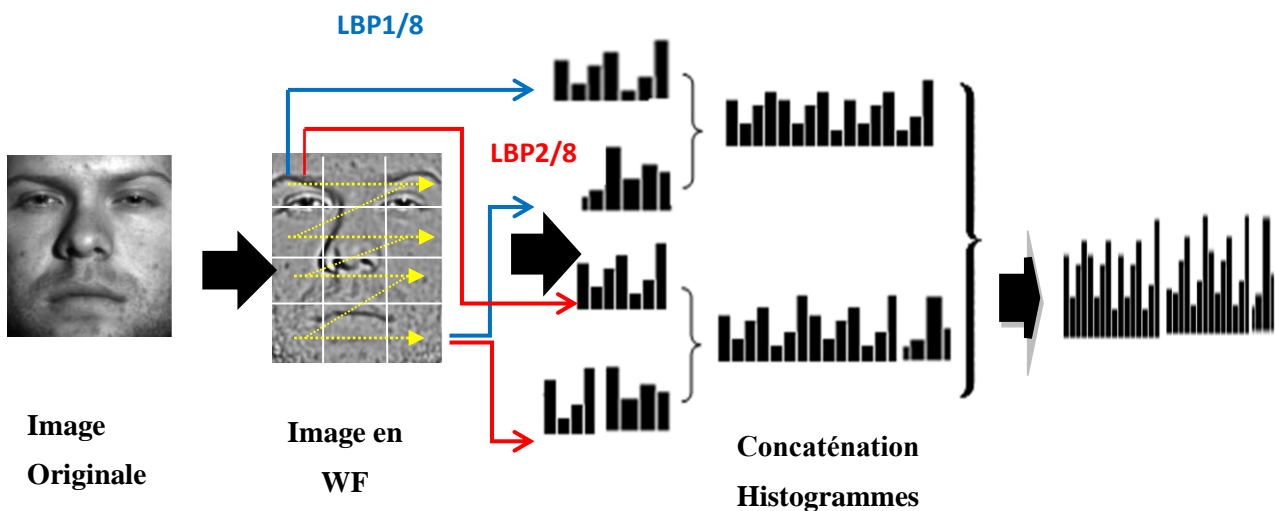 LBP1/8
LBP2/8
Image
Originale
Image en
WF
Concaténation
Histogrammes